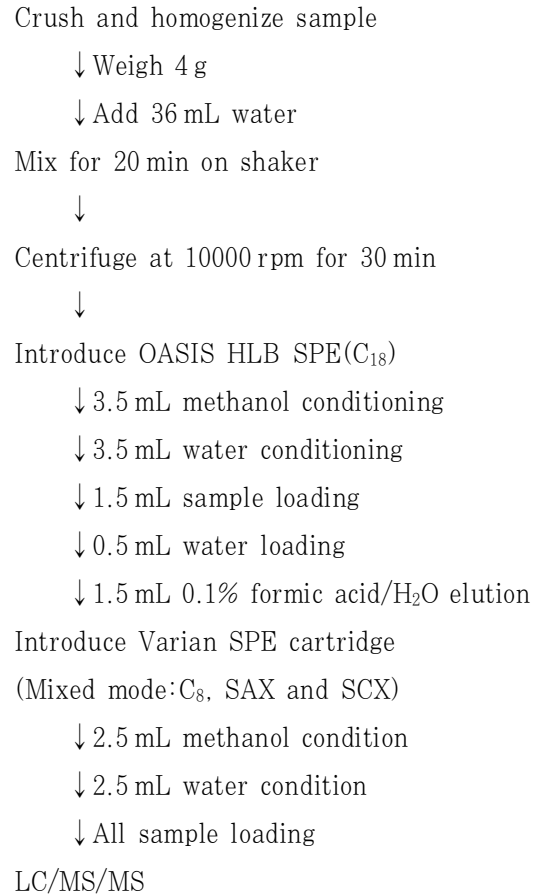 Crush and homogenize sample
↓Weigh 4 g
↓Add 36 mL water
Mix for 20 min on shaker
↓
Centrifuge at 10000 rpm for 30 min
↓
Introduce OASIS HLB SPE(C₁₈)
↓3.5 mL methanol conditioning
↓3.5 mL water conditioning
↓1.5 mL sample loading
↓0.5 mL water loading
↓1.5 mL 0.1% formic acid/H₂O elution
Introduce Varian SPE cartridge
(Mixed mode:C₈, SAX and SCX)
↓2.5 mL methanol condition
↓2.5 mL water condition
↓All sample loading
LC/MS/MS